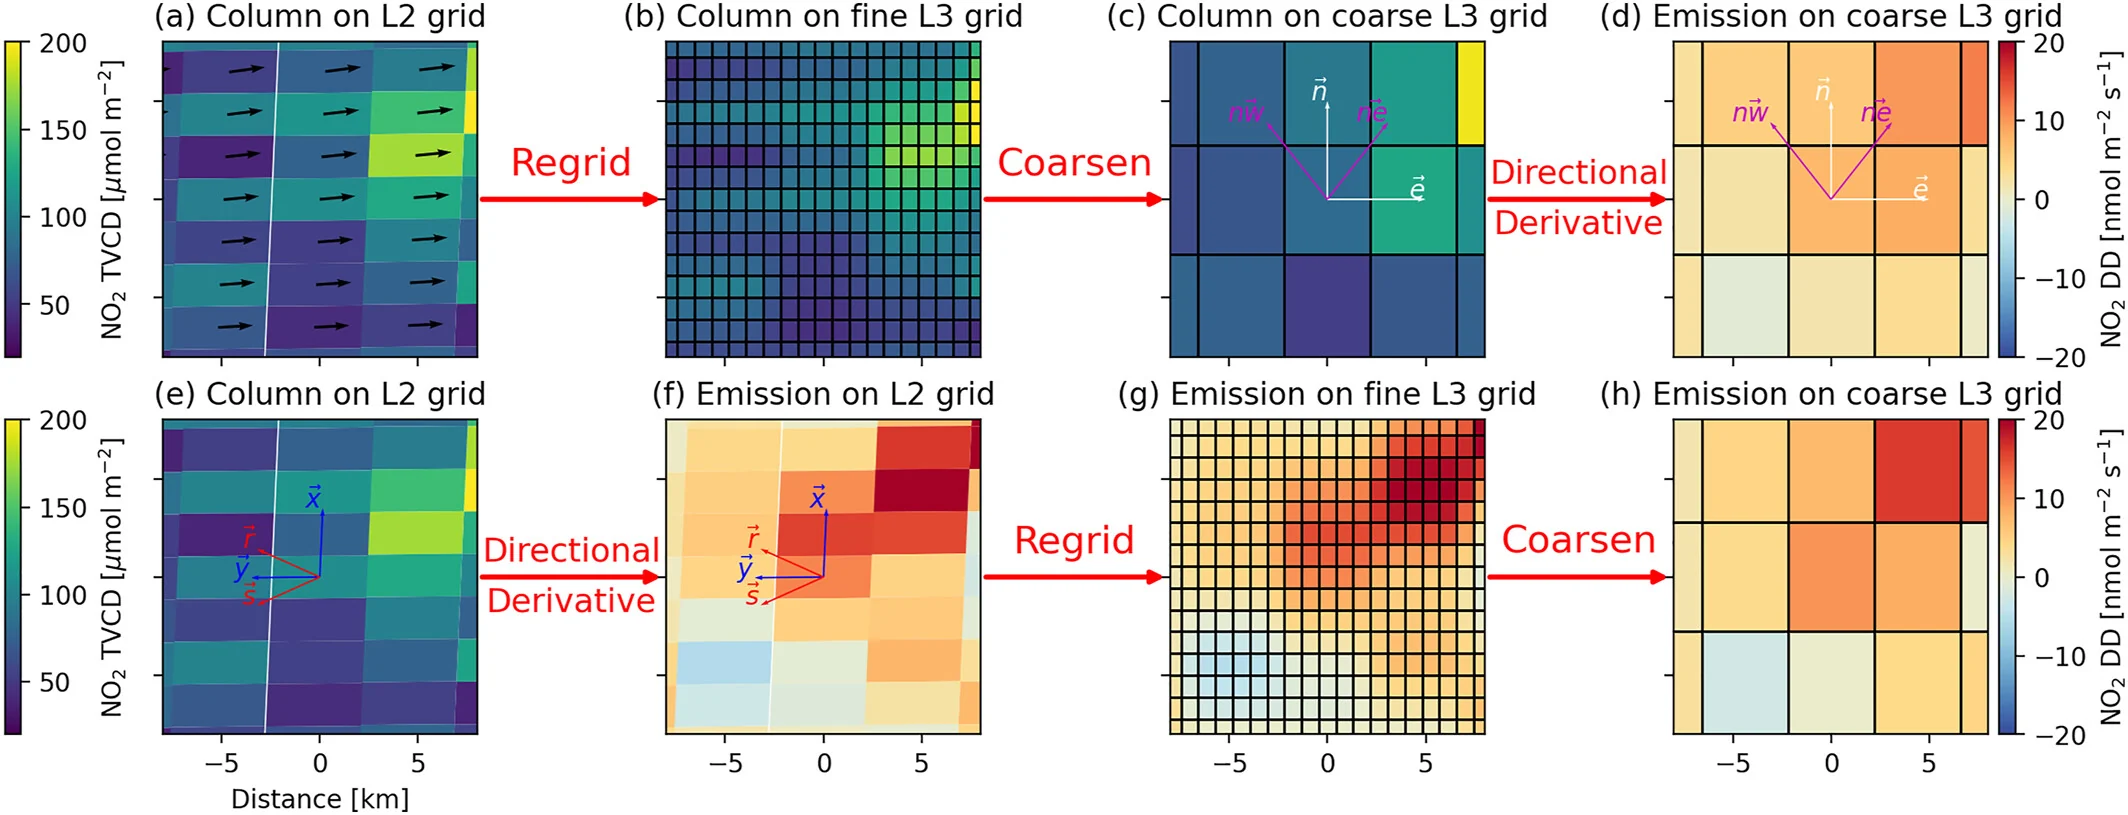 (a) Column on L2 grid
(b) Column on fine L3 grid
(c) Column on coarse L3 grid
(d) Emission on coarse L3 grid
200
150
100
50
NO₂ TVCD [μmol m⁻²]
Regrid
Coarsen
n⃗w
n⃗
n⃗e
e⃗
Directional
Derivative
n⃗w
n⃗
n⃗e
e⃗
20
10
0
−10
−20
NO₂ DD [nmol m⁻² s⁻¹]
(e) Column on L2 grid
(f) Emission on L2 grid
(g) Emission on fine L3 grid
(h) Emission on coarse L3 grid
200
150
100
50
NO₂ TVCD [μmol m⁻²]
x⃗
r⃗
y⃗
s⃗
Directional
Derivative
x⃗
r⃗
y⃗
s⃗
Regrid
Coarsen
20
10
0
−10
−20
NO₂ DD [nmol m⁻² s⁻¹]
−5 0 5
−5 0 5
−5 0 5
−5 0 5
Distance [km]